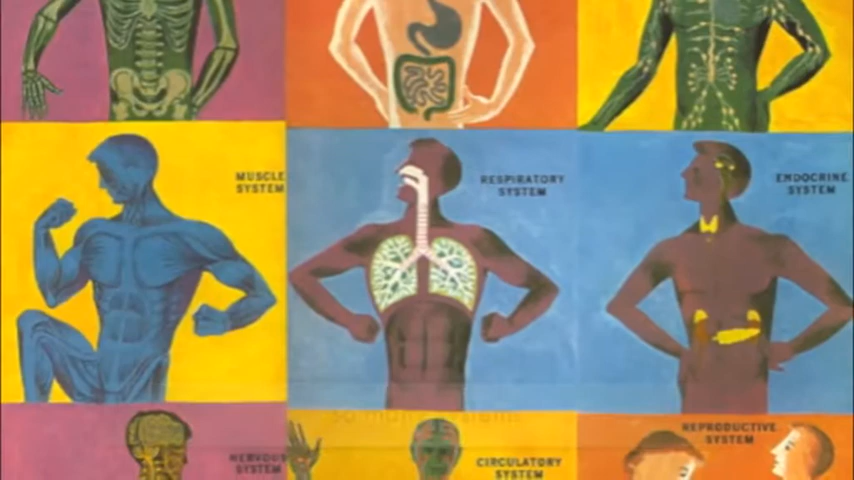 MUSCLE
SYSTEM
RESPIRATORY
SYSTEM
ENDOCRINE
SYSTEM
NERVOUS
SYSTEM
CIRCULATORY
SYSTEM
REPRODUCTIVE
SYSTEM